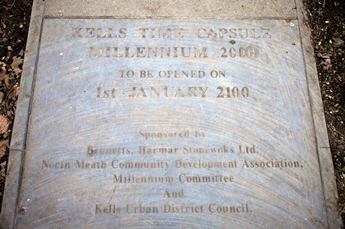 KELLS TIME CAPSULE
MILLENNIUM 2000
TO BE OPENED ON
1st JANUARY 2100
Sponsored by
Bennetts, Harmar Stoneworks Ltd.
North Meath Community Development Association,
Millennium Committee
And
Kells Urban District Council.